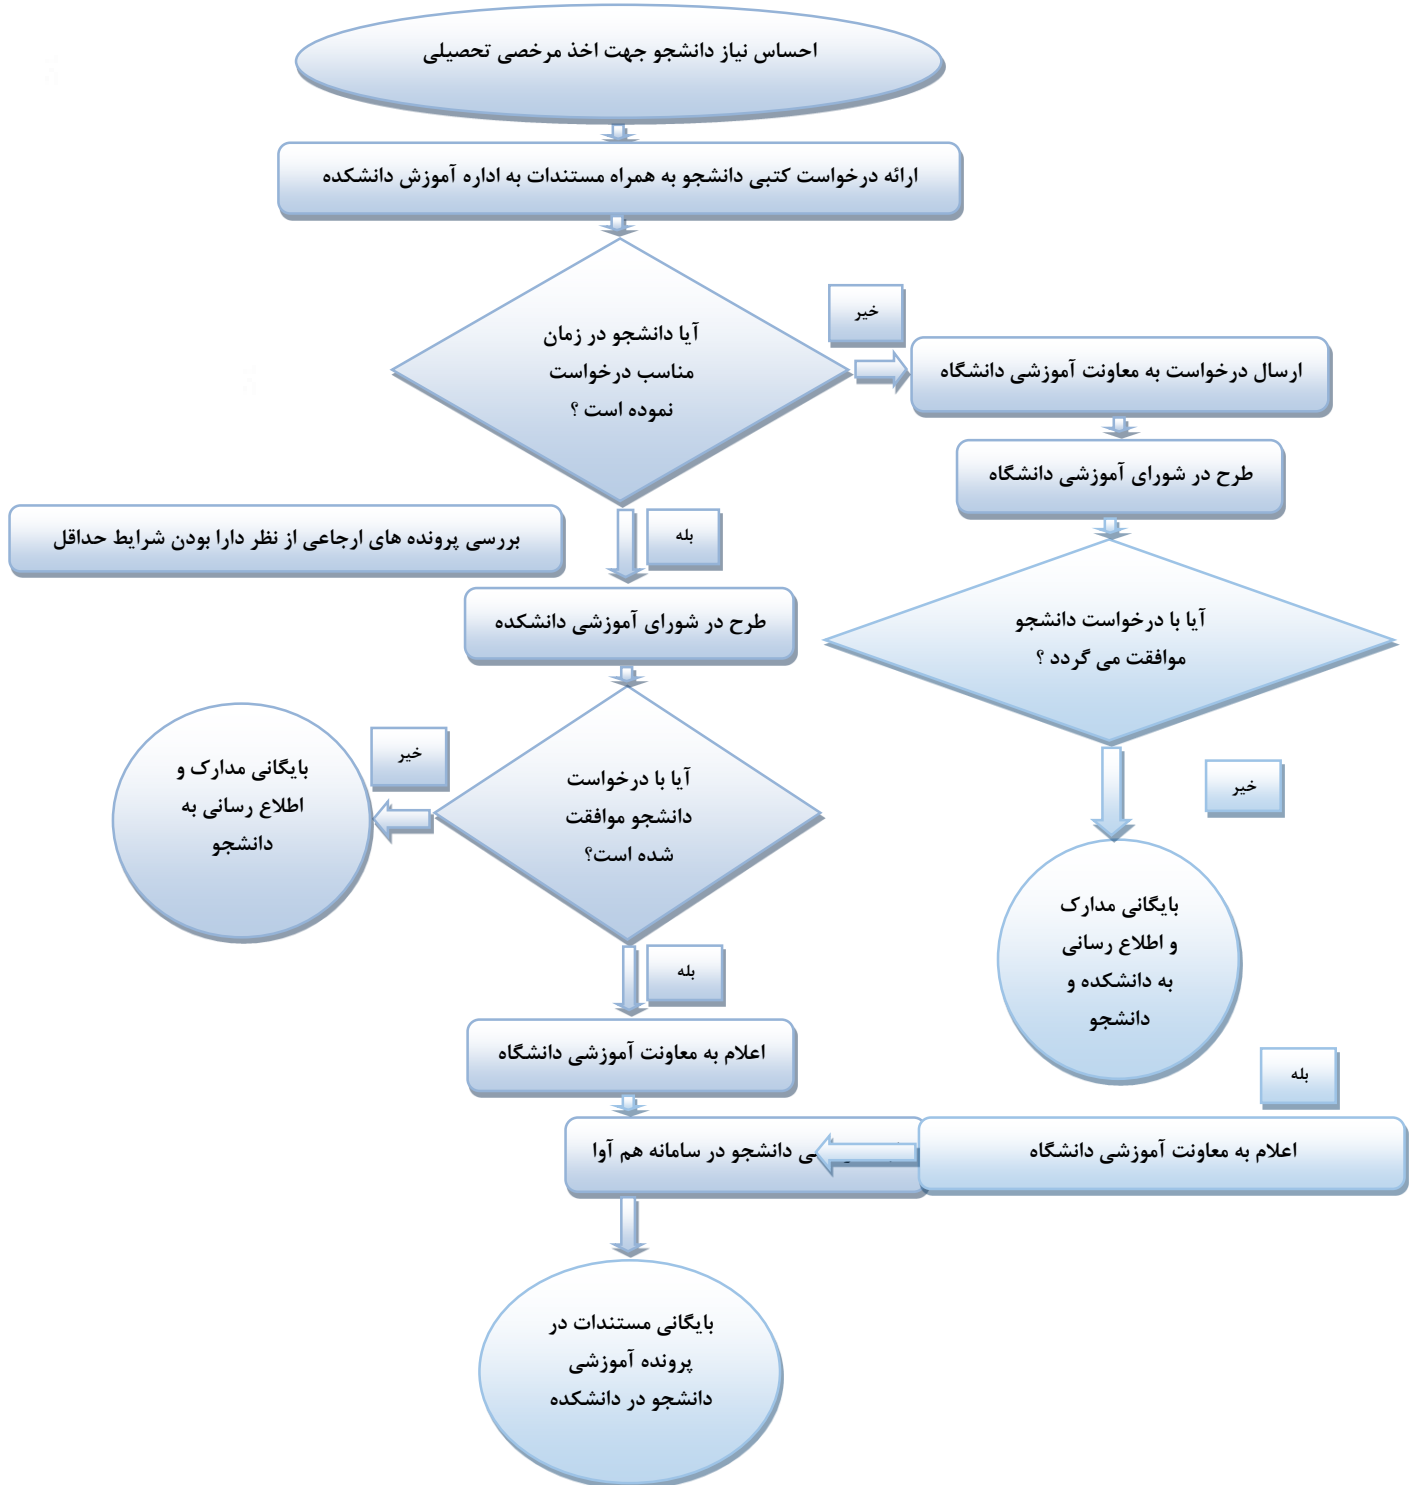 احساس نیاز دانشجو جهت اخذ مرخصی تحصیلی
ارائه درخواست کتبی دانشجو به همراه مستندات به اداره آموزش دانشکده
آیا دانشجو در زمان
مناسب درخواست
نموده است ؟
خیر
ارسال درخواست به معاونت آموزشی دانشگاه
طرح در شورای آموزشی دانشگاه
آیا با درخواست دانشجو
موافقت می گردد ؟
بله
بررسی پرونده های ارجاعی از نظر دارا بودن شرایط حداقل
طرح در شورای آموزشی دانشکده
آیا با درخواست
دانشجو موافقت
شده است؟
خیر
بایگانی مدارک و
اطلاع رسانی به
دانشجو
خیر
بایگانی مدارک
و اطلاع رسانی
به دانشکده و
دانشجو
بله
اعلام به معاونت آموزشی دانشگاه
بله
اعلام به معاونت آموزشی دانشگاه
دانشجو در سامانه هم آوا
بایگانی مستندات در
پرونده آموزشی
دانشجو در دانشکده